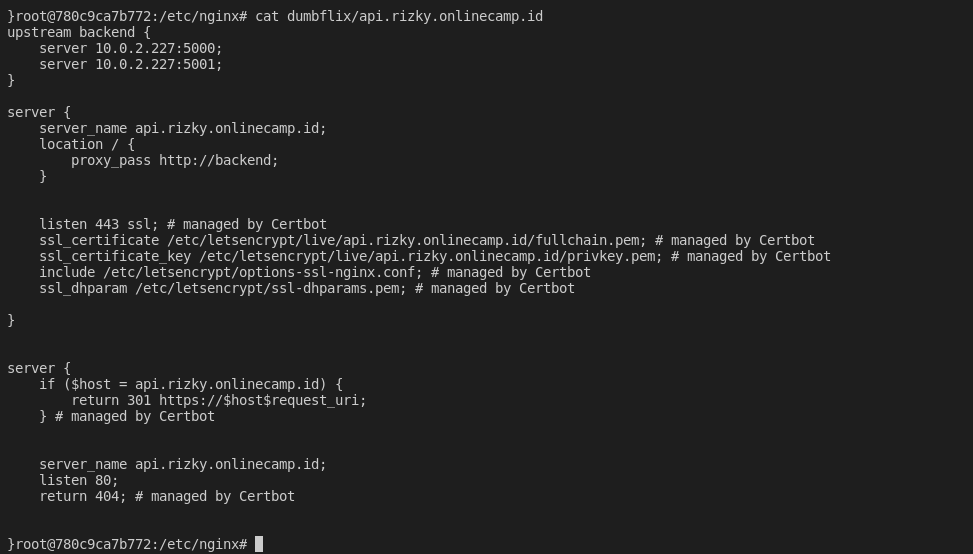 }root@780c9ca7b772:/etc/nginx# cat dumbflix/api.rizky.onlinecamp.id
upstream backend {
    server 10.0.2.227:5000;
    server 10.0.2.227:5001;
}
server {
    server_name api.rizky.onlinecamp.id;
    location / {
        proxy_pass http://backend;
    }
    listen 443 ssl; # managed by Certbot
    ssl_certificate /etc/letsencrypt/live/api.rizky.onlinecamp.id/fullchain.pem; # managed by Certbot
    ssl_certificate_key /etc/letsencrypt/live/api.rizky.onlinecamp.id/privkey.pem; # managed by Certbot
    include /etc/letsencrypt/options-ssl-nginx.conf; # managed by Certbot
    ssl_dhparam /etc/letsencrypt/ssl-dhparams.pem; # managed by Certbot
}
server {
    if ($host = api.rizky.onlinecamp.id) {
        return 301 https://$host$request_uri;
    } # managed by Certbot
    server_name api.rizky.onlinecamp.id;
    listen 80;
    return 404; # managed by Certbot
}root@780c9ca7b772:/etc/nginx#